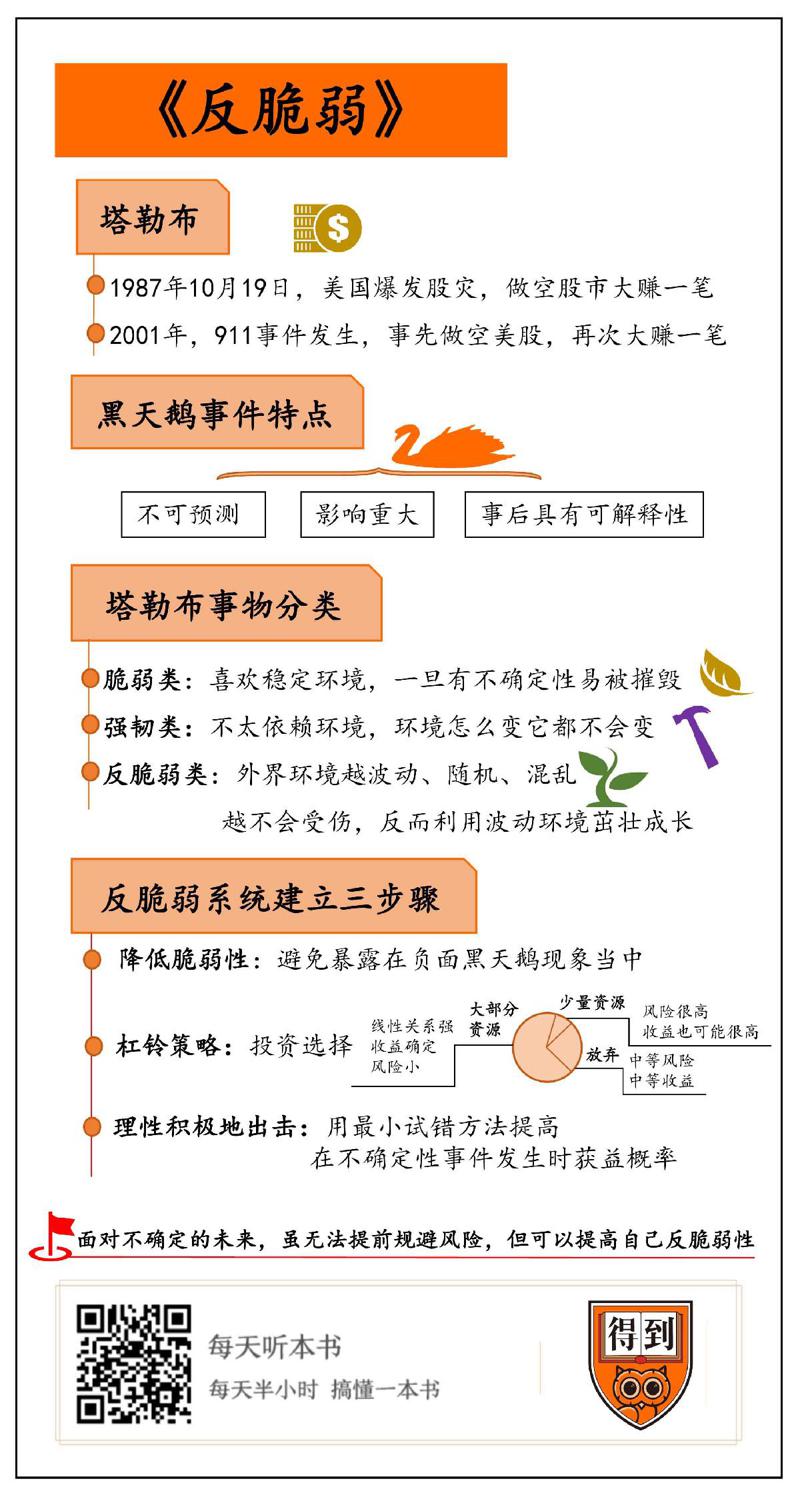 《反脆弱》
塔勒布
$
1987年10月19日，美国爆发股灾，做空股市大赚一笔
2001年，911事件发生，事先做空美股，再次大赚一笔
黑天鹅事件特点
不可预测
影响重大
事后具有可解释性
塔勒布事物分类
脆弱类：喜欢稳定环境，一旦有不确定性易被摧毁
强韧类：不太依赖环境，环境怎么变它都不会变
反脆弱类：外界环境越波动、随机、混乱
越不会受伤，反而利用波动环境茁壮成长
反脆弱系统建立三步骤
降低脆弱性：避免暴露在负面黑天鹅现象当中
杠铃策略：投资选择
线性关系强
收益确定
风险小
大部分
资源
少量资源
风险很高
收益也可能很高
放弃
中等风险
中等收益
理性积极地出击：用最小试错方法提高
在不确定性事件发生时获益概率
面对不确定的未来，虽无法提前规避风险，但可以提高自己反脆弱性
每天听本书
每天半小时 搞懂一本书
得到